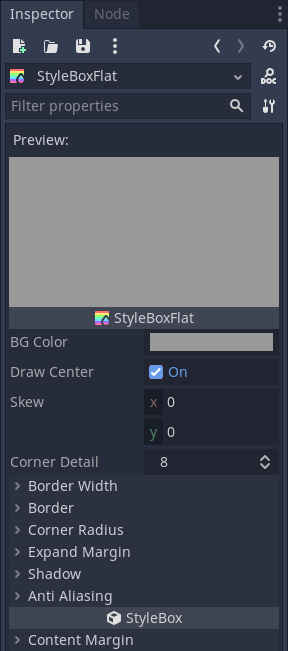 Inspector Node
StyleBoxFlat
DOC
Filter properties
Preview:
StyleBoxFlat
BG Color
Draw Center On
Skew x 0
y 0
Corner Detail 8
Border Width
Border
Corner Radius
Expand Margin
Shadow
Anti Aliasing
StyleBox
Content Margin